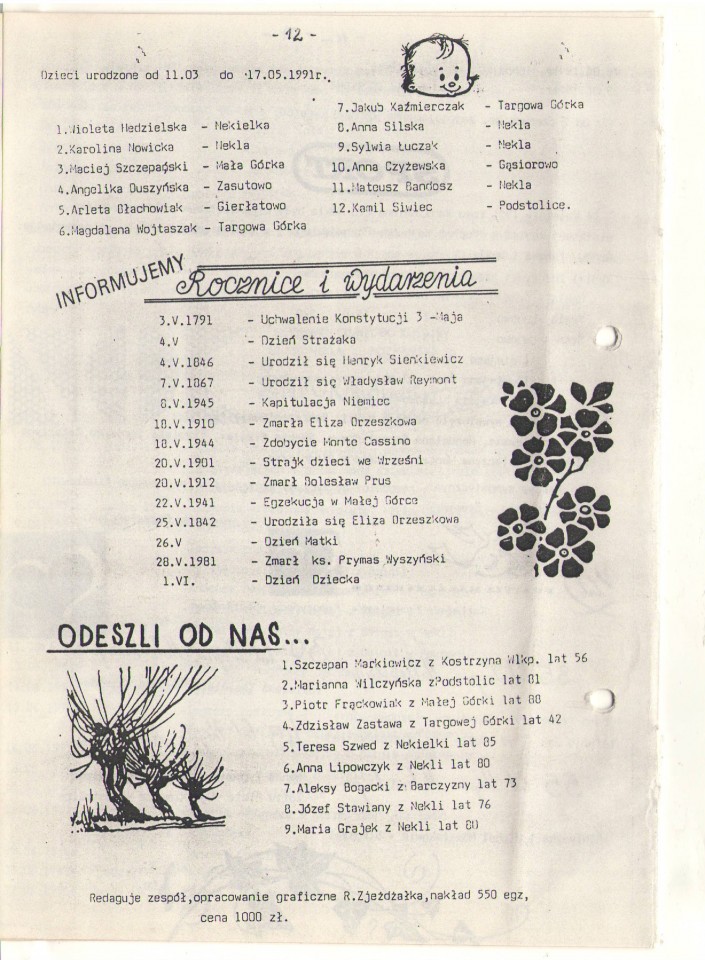 - 12 -
Dzieci urodzone od 11.03 do 17.05.1991r.
1.Wioleta Nedzielska - Nekielka
2.Karolina Nowicka - Nekla
3.Maciej Szczepański - Mała Górka
4.Angelika Duszyńska - Zasutowo
5.Arleta Błachowiak - Gierłatowo
6.Magdalena Wojtaszak - Targowa Górka
7.Jakub Kaźmierczak - Targowa Górka
8.Anna Silska - Nekla
9.Sylwia Łuczak - Nekla
10.Anna Czyżewska - Gąsiorowo
11.Mateusz Bandosz - Nekla
12.Kamil Siwiec - Podstolice.
INFORMUJEMY
Rocznice i wydarzenia
3.V.1791 - Uchwalenie Konstytucji 3 -Maja
4.V - Dzień Strażaka
4.V.1846 - Urodził się Henryk Sienkiewicz
7.V.1867 - Urodził się Władysław Reymont
8.V.1945 - Kapitulacja Niemiec
18.V.1910 - Zmarła Eliza Orzeszkowa
18.V.1944 - Zdobycie Monte Cassino
20.V.1901 - Strajk dzieci we Wrześni
20.V.1912 - Zmarł Bolesław Prus
22.V.1941 - Egzekucja w Małej Górce
25.V.1842 - Urodziła się Eliza Orzeszkowa
26.V - Dzień Matki
28.V.1981 - Zmarł ks. Prymas Wyszyński
1.VI. - Dzień Dziecka
ODESZLI OD NAS...
1.Szczepan Markiewicz z Kostrzyna Wlkp. lat 56
2.Marianna Wilczyńska zPodstolic lat 81
3.Piotr Frąckowiak z Małej Górki lat 88
4.Zdzisław Zastawa z Targowej Górki lat 42
5.Teresa Szwed z Nekielki lat 85
6.Anna Lipowczyk z Nekli lat 80
7.Aleksy Bogacki z Barczyzny lat 73
8.Józef Stawiany z Nekli lat 76
9.Maria Grajek z Nekli lat 80
Redaguje zespół,opracowanie graficzne R.Zjeżdżałka,nakład 550 egz,
cena 1000 zł.